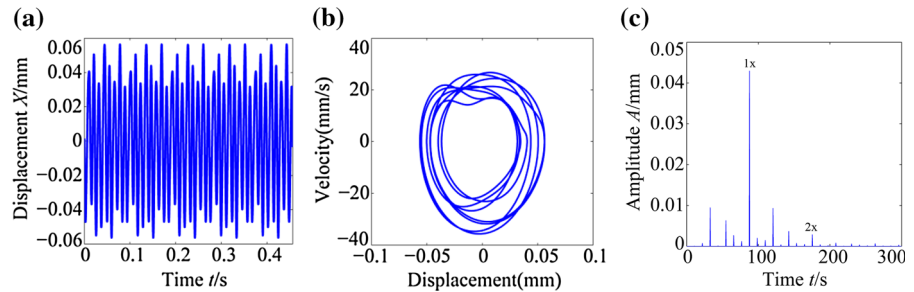 (a)
Displacement X/mm
0.06
0.04
0.02
0
−0.02
−0.04
−0.06
0
0.1
0.2
0.3
0.4
Time t/s
(b)
Velocity(mm/s)
40
20
0
−20
−40
−0.1
−0.05
0
0.05
0.1
Displacement(mm)
(c)
Amplitude A/mm
0.05
0.04
0.03
0.02
0.01
0
1x
2x
0
100
200
300
Time t/s